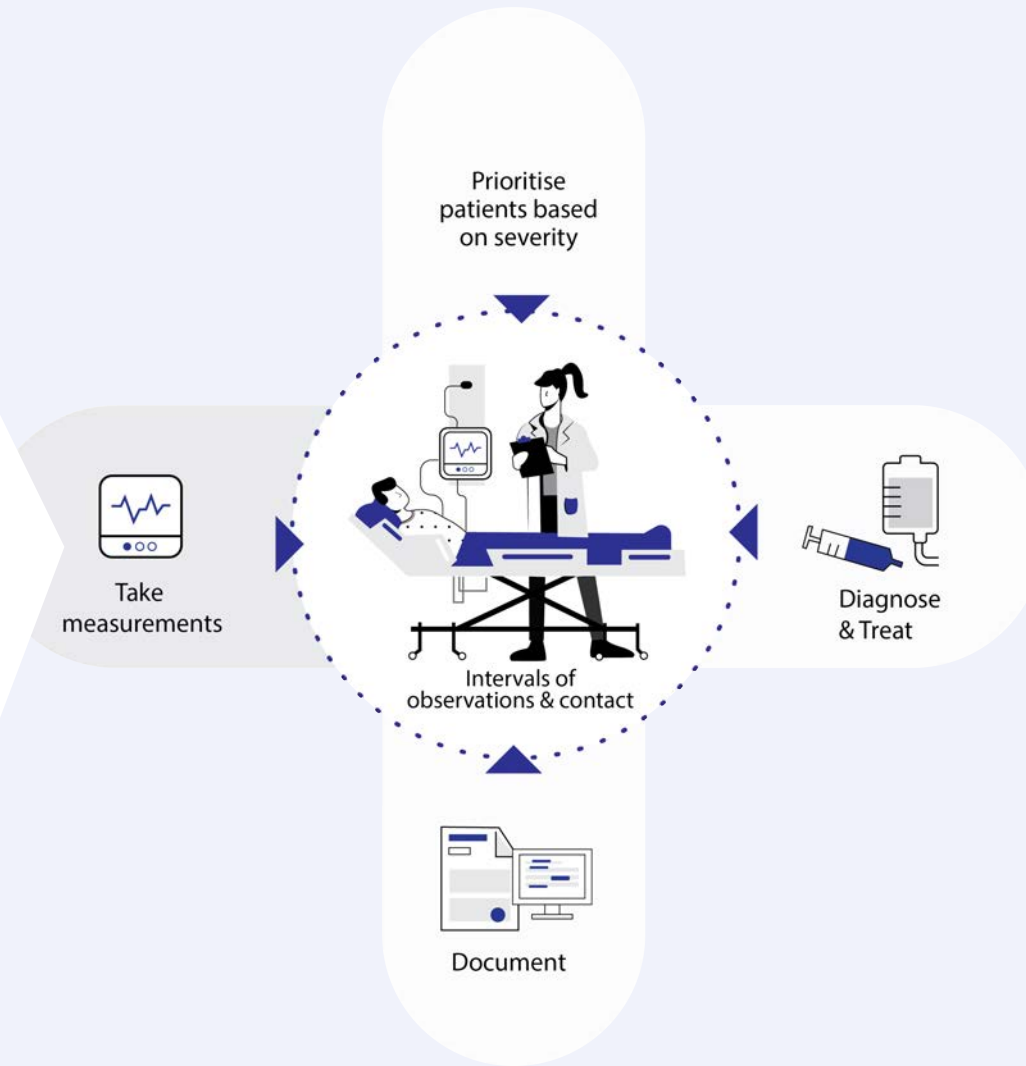 Prioritise
patients based
on severity
Take
measurements
Intervals of
observations & contact
Diagnose
& Treat
Document